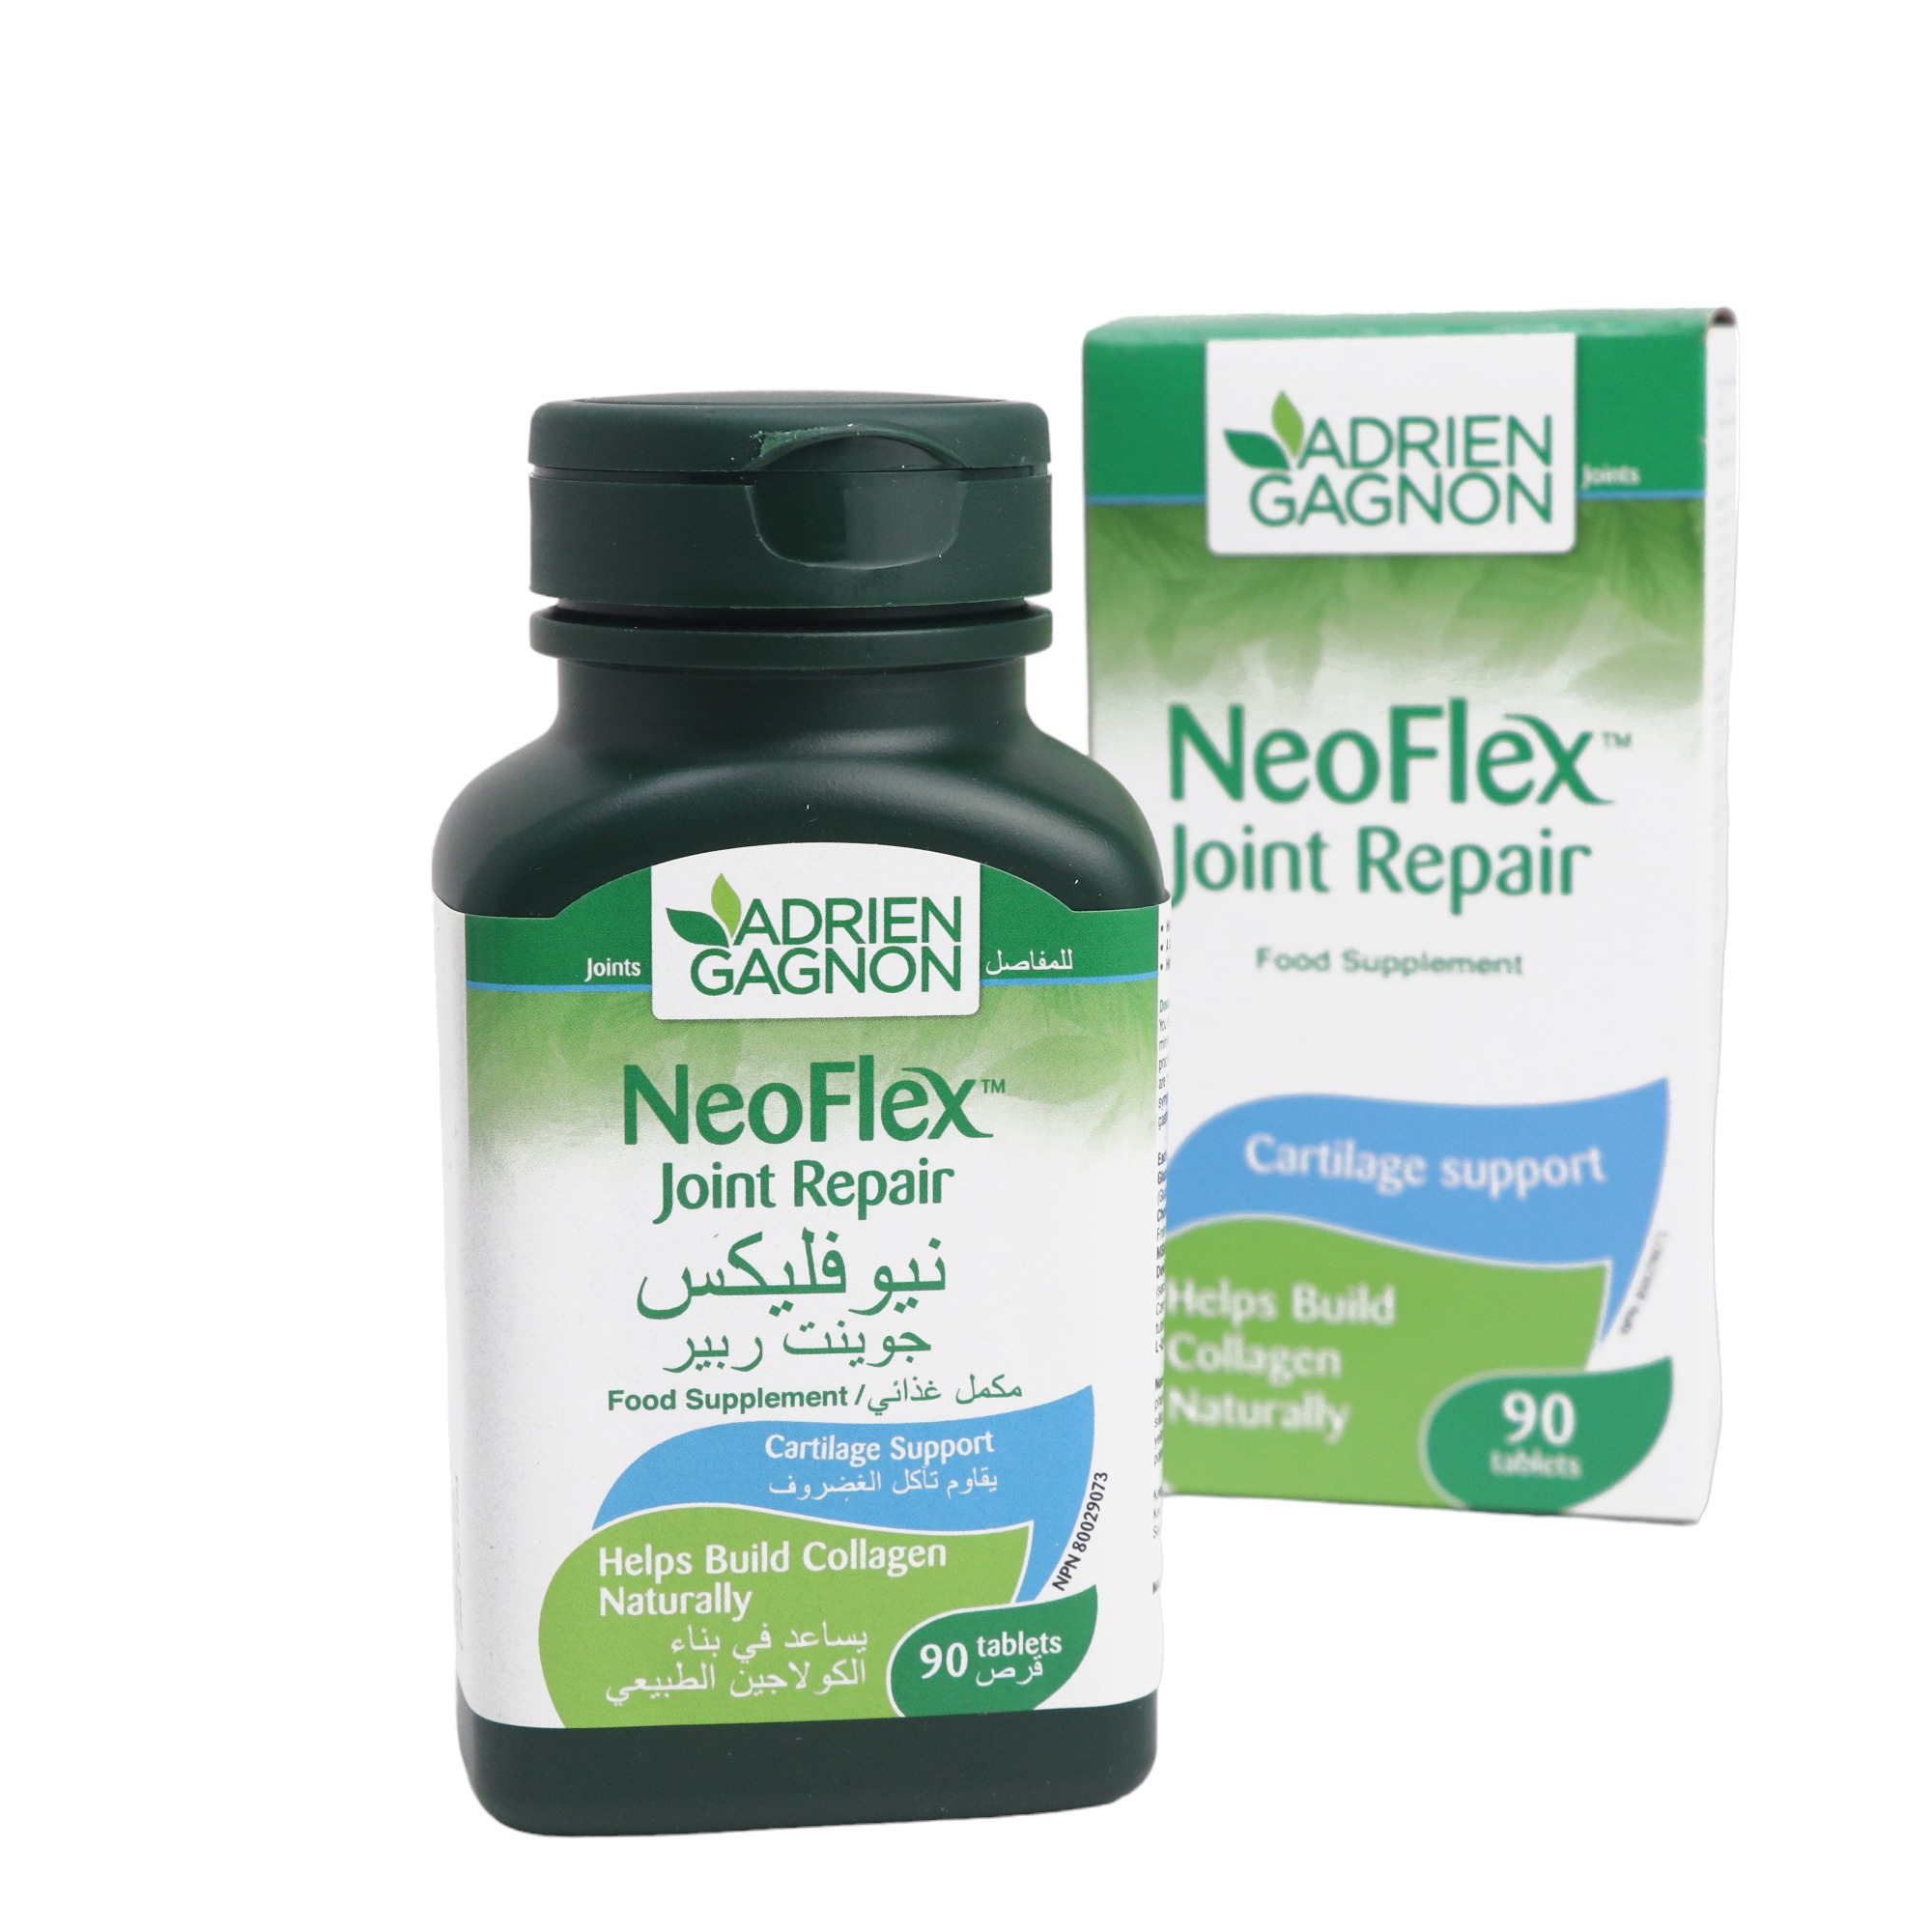 ADRIEN
GAGNON
Joints
للمفاصل
NeoFlex™
Joint Repair
نيو فليكس
جوينت ريبير
Food Supplement / مكمل غذائي
Cartilage Support
يقاوم تآكل الغضروف
Helps Build Collagen
Naturally
يساعد في بناء
الكولاجين الطبيعي
90 tablets
قرص
NPN 80029073
ADRIEN
GAGNON
Joints
NeoFlex™
Joint Repair
Food Supplement
Cartilage support
Helps Build
Collagen
Naturally
90
tablets